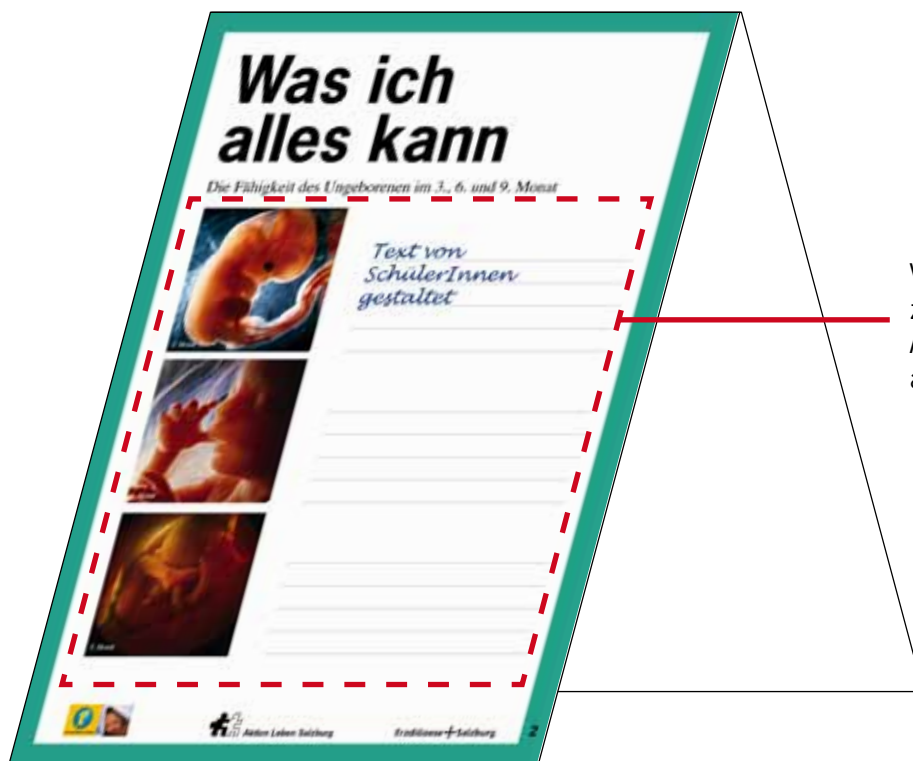 Was ich
alles kann
Die Fähigkeit des Ungeborenen im 3., 6. und 9. Monat
Text von
SchülerInnen
gestaltet
Aktion Leben Salzburg
Erzdiözese Salzburg